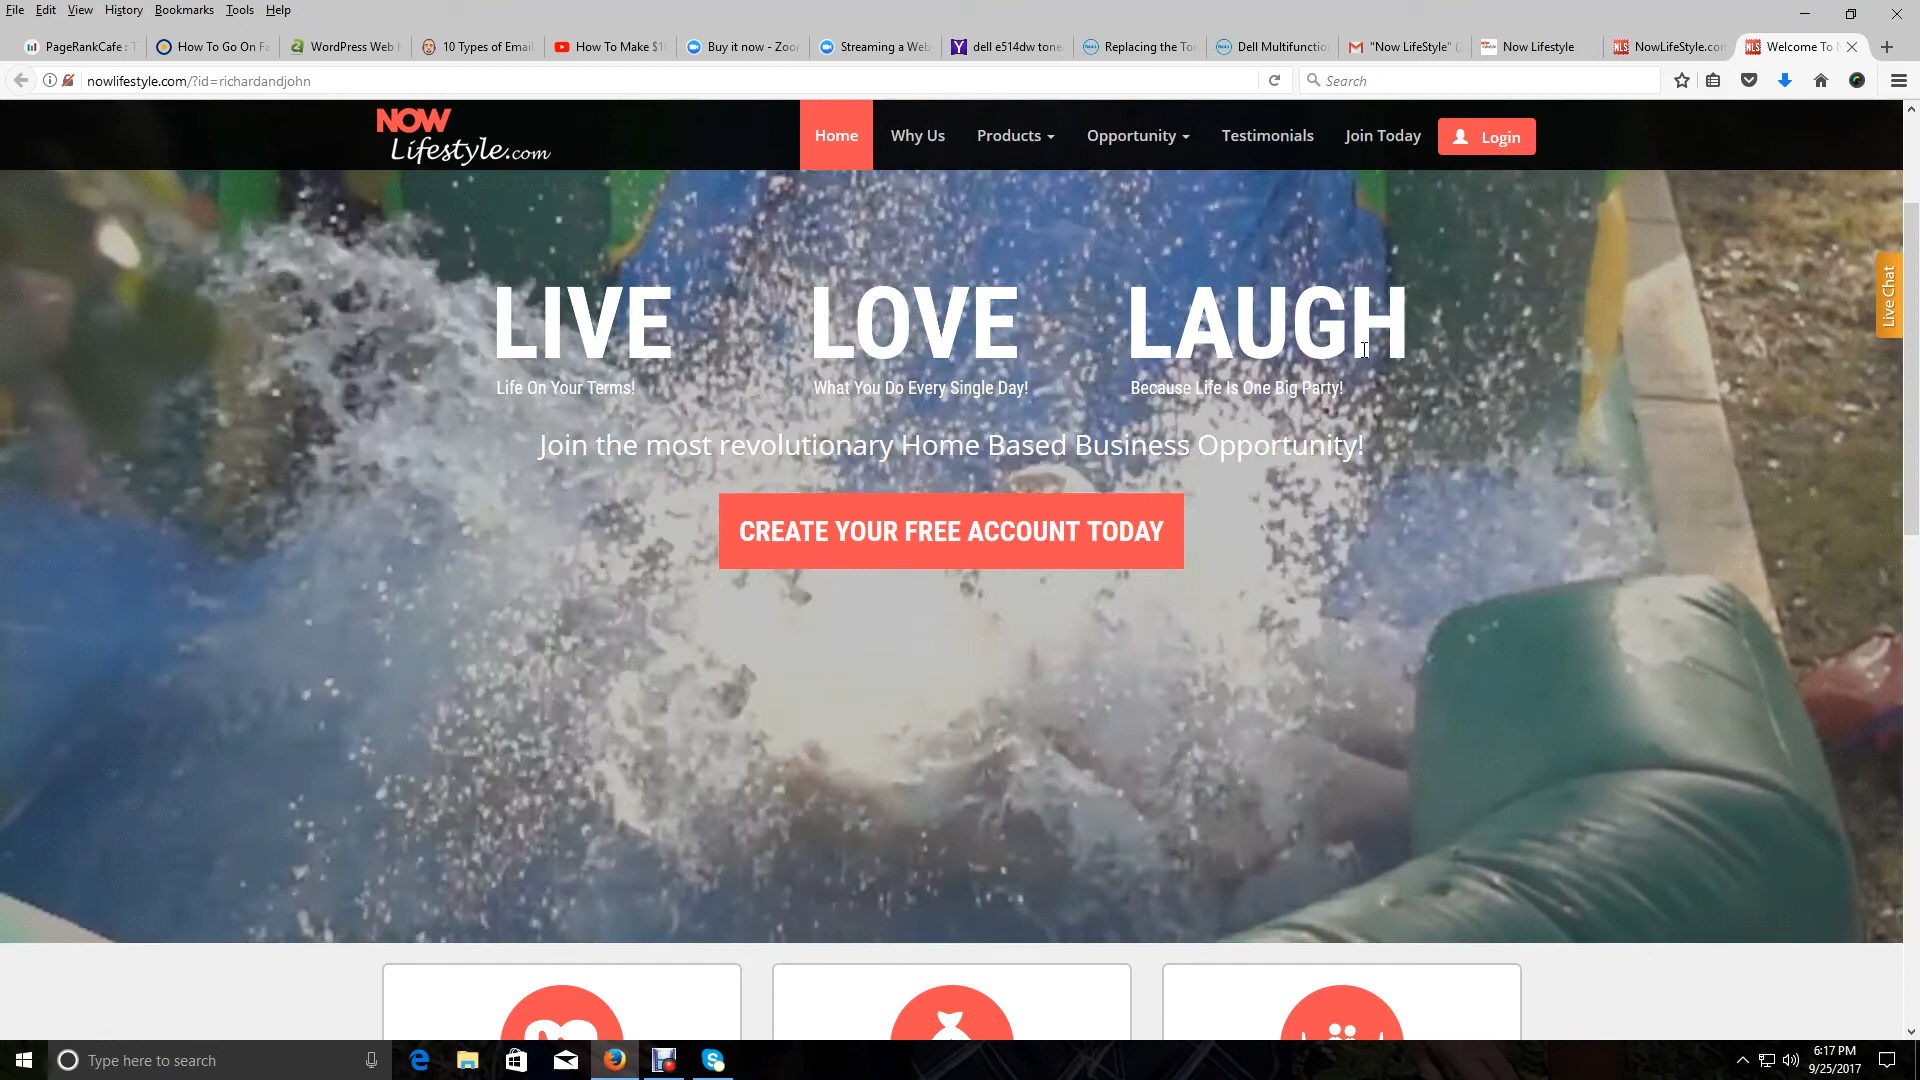 File Edit View History Bookmarks Tools Help
PageRankCafe : T
How To Go On Fa
WordPress Web H
10 Types of Email
How To Make $10
Buy it now - Zoo
Streaming a Web
dell e514dw tone
Replacing the To
Dell Multifunctio
"Now LifeStyle" (
Now Lifestyle
NowLifeStyle.co
Welcome To
nowlifestyle.com/?id=richardandjohn
Search
NOW
Lifestyle.com
Home Why Us Products Opportunity Testimonials Join Today Login
Live Chat
LIVE LOVE LAUGH
Life On Your Terms! What You Do Every Single Day! Because Life Is One Big Party!
Join the most revolutionary Home Based Business Opportunity!
CREATE YOUR FREE ACCOUNT TODAY
Type here to search
6:17 PM
9/25/2017